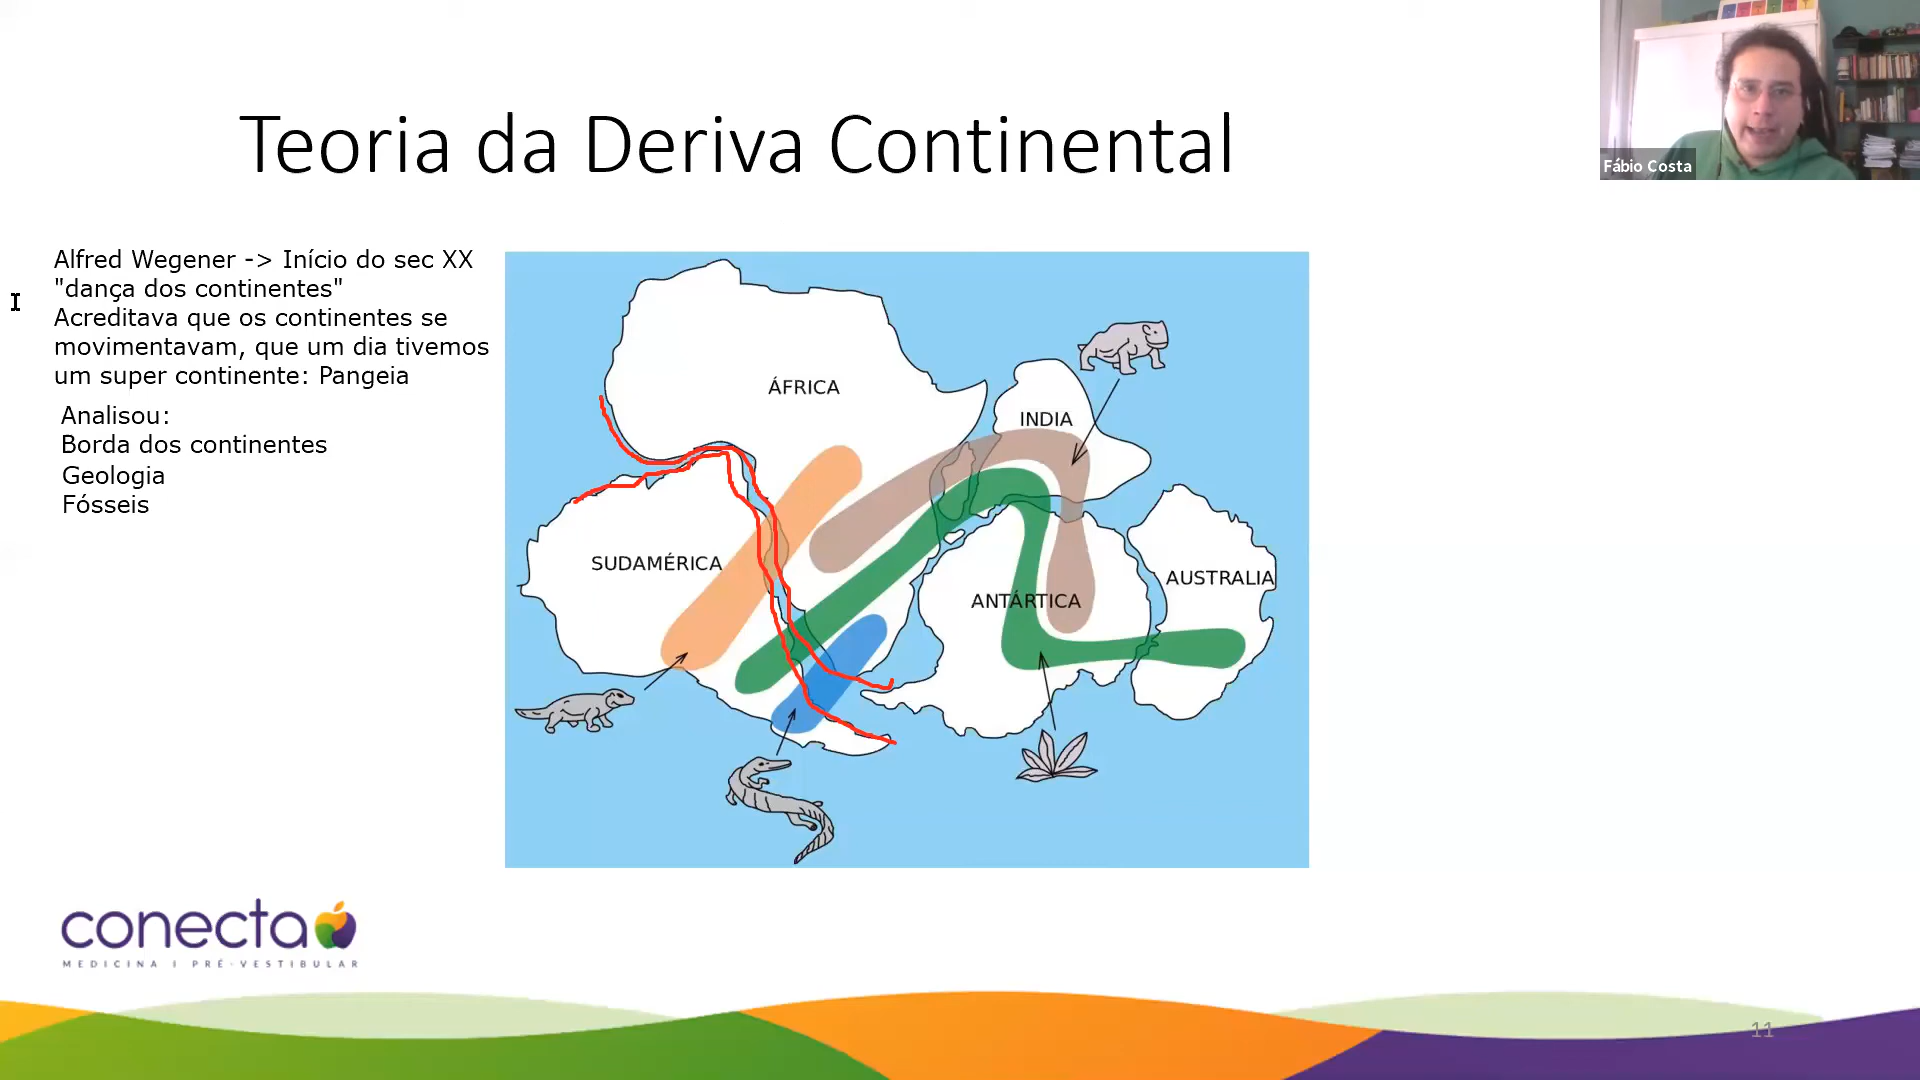 Teoria da Deriva Continental
Fábio Costa
Alfred Wegener -> Início do sec XX
"dança dos continentes"
Acreditava que os continentes se
movimentavam, que um dia tivemos
um super continente: Pangeia
Analisou:
Borda dos continentes
Geologia
Fósseis
ÁFRICA
INDIA
SUDAMÉRICA
ANTÁRTICA
AUSTRALIA
conecta
MEDICINA I PRÉ-VESTIBULAR
11